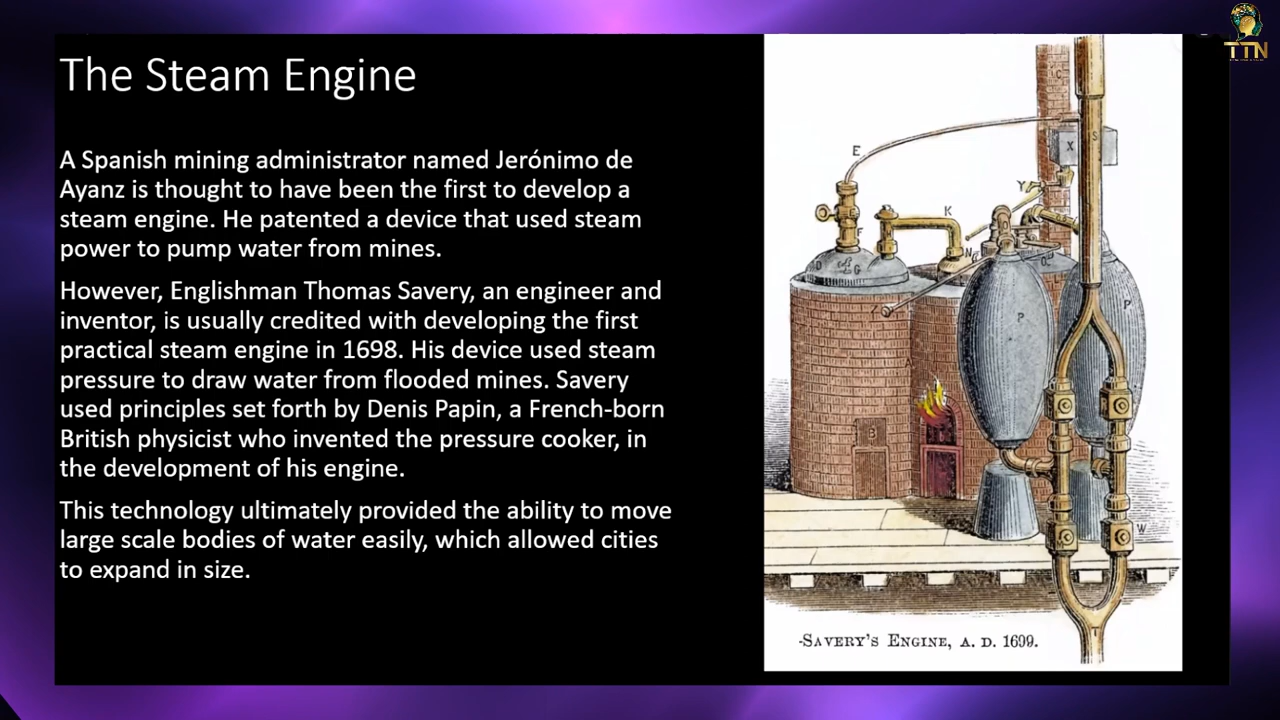 TTN
The Steam Engine
A Spanish mining administrator named Jerónimo de
Ayanz is thought to have been the first to develop a
steam engine. He patented a device that used steam
power to pump water from mines.
However, Englishman Thomas Savery, an engineer and
inventor, is usually credited with developing the first
practical steam engine in 1698. His device used steam
pressure to draw water from flooded mines. Savery
used principles set forth by Denis Papin, a French-born
British physicist who invented the pressure cooker, in
the development of his engine.
This technology ultimately provided the ability to move
large scale bodies of water easily, which allowed cities
to expand in size.
C
S
X
E
Y
K
F
N
D
G
O
Z
P
P
B
W
-SAVERY'S ENGINE, A. D. 1699.
T